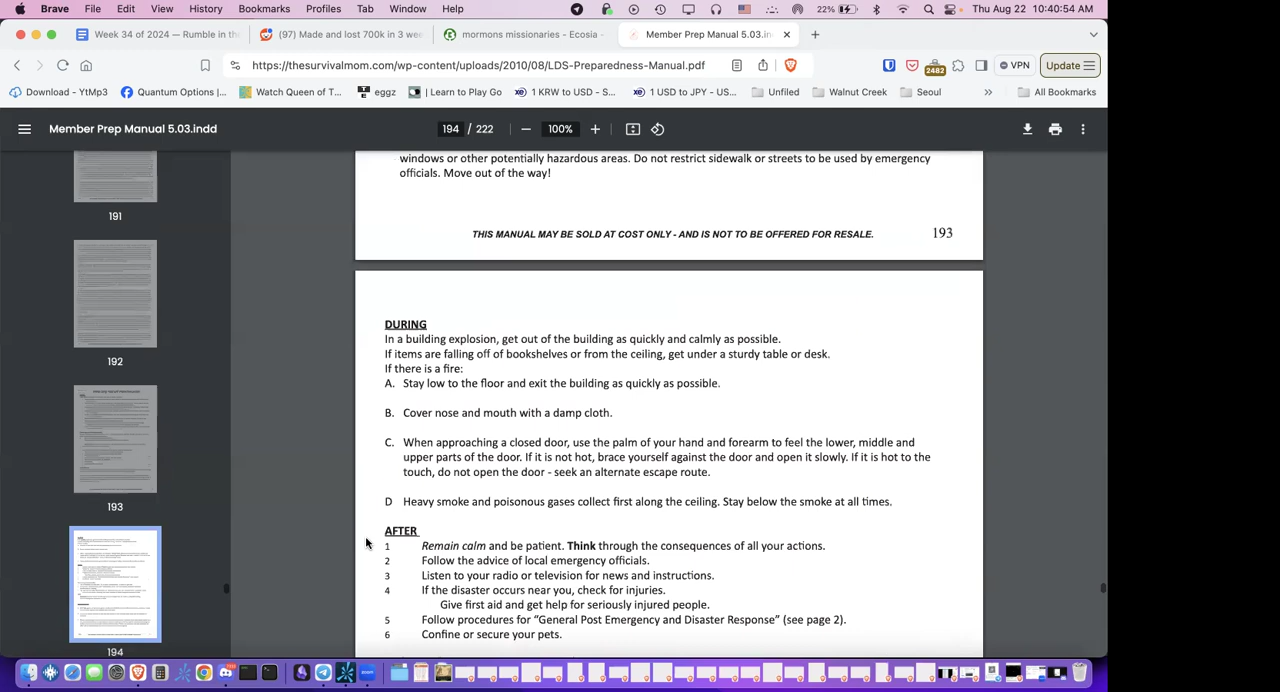 Brave File Edit View History Bookmarks Profiles Tab Window Help 22% Thu Aug 22 10:40:54 AM
Week 34 of 2024 — Rumble in the
(97) Made and lost 700k in 3 wee
mormons missionaries - Ecosia -
Member Prep Manual 5.03.in
https://thesurvivalmom.com/wp-content/uploads/2010/08/LDS-Preparedness-Manual.pdf
2482
VPN
Update
Download - YtMp3
Quantum Options |...
Watch Queen of T...
eggz
| Learn to Play Go
1 KRW to USD - S...
1 USD to JPY - US...
Unfiled
Walnut Creek
Seoul
»
All Bookmarks
Member Prep Manual 5.03.indd
194 / 222
100%
191
192
193
194
windows or other potentially hazardous areas. Do not restrict sidewalk or streets to be used by emergency
officials. Move out of the way!
THIS MANUAL MAY BE SOLD AT COST ONLY - AND IS NOT TO BE OFFERED FOR RESALE. 193
DURING
In a building explosion, get out of the building as quickly and calmly as possible.
If items are falling off of bookshelves or from the ceiling, get under a sturdy table or desk.
If there is a fire:
A. Stay low to the floor and exit the building as quickly as possible.
B. Cover nose and mouth with a damp cloth.
C. When approaching a closed door, use the palm of your hand and forearm to feel the lower, middle and
upper parts of the door. If it is not hot, brace yourself against the door and open it slowly. If it is hot to the
touch, do not open the door - seek an alternate escape route.
D Heavy smoke and poisonous gases collect first along the ceiling. Stay below the smoke at all times.
AFTER
1 Remain calm and be patient. Think through the consequences of all your actions.
2 Follow the advice of local emergency officials.
3 Listen to your radio or television for news and instructions.
4 If the disaster occurs near you, check for injuries.
Give first aid and get help for seriously injured people.
5 Follow procedures for “General Post Emergency and Disaster Response” (see page 2).
6 Confine or secure your pets.
zoom